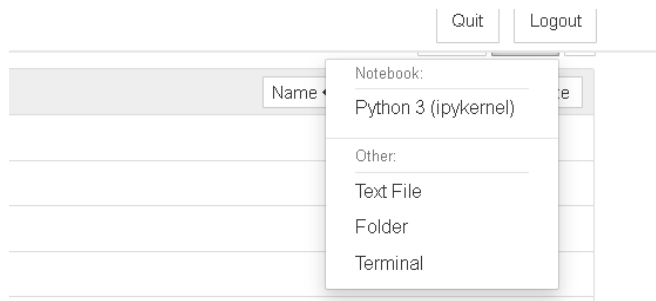 Quit Logout
Notebook:
Name
Python 3 (ipykernel)
Other:
Text File
Folder
Terminal